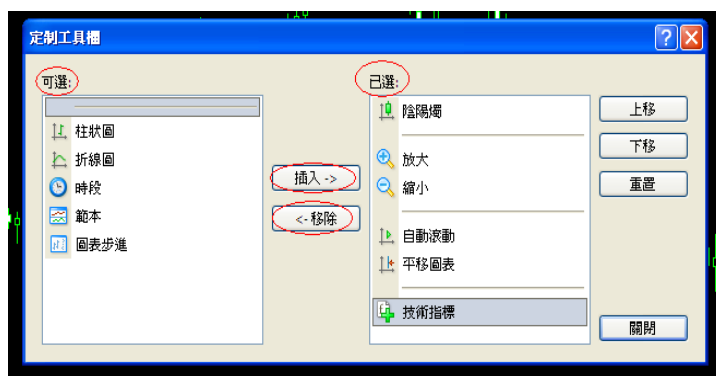 定制工具欄
可選:
已選:
柱狀圖
折線圖
時段
範本
圖表步進
插入 ->
<- 移除
陰陽燭
放大
縮小
自動滾動
平移圖表
技術指標
上移
下移
重置
關閉